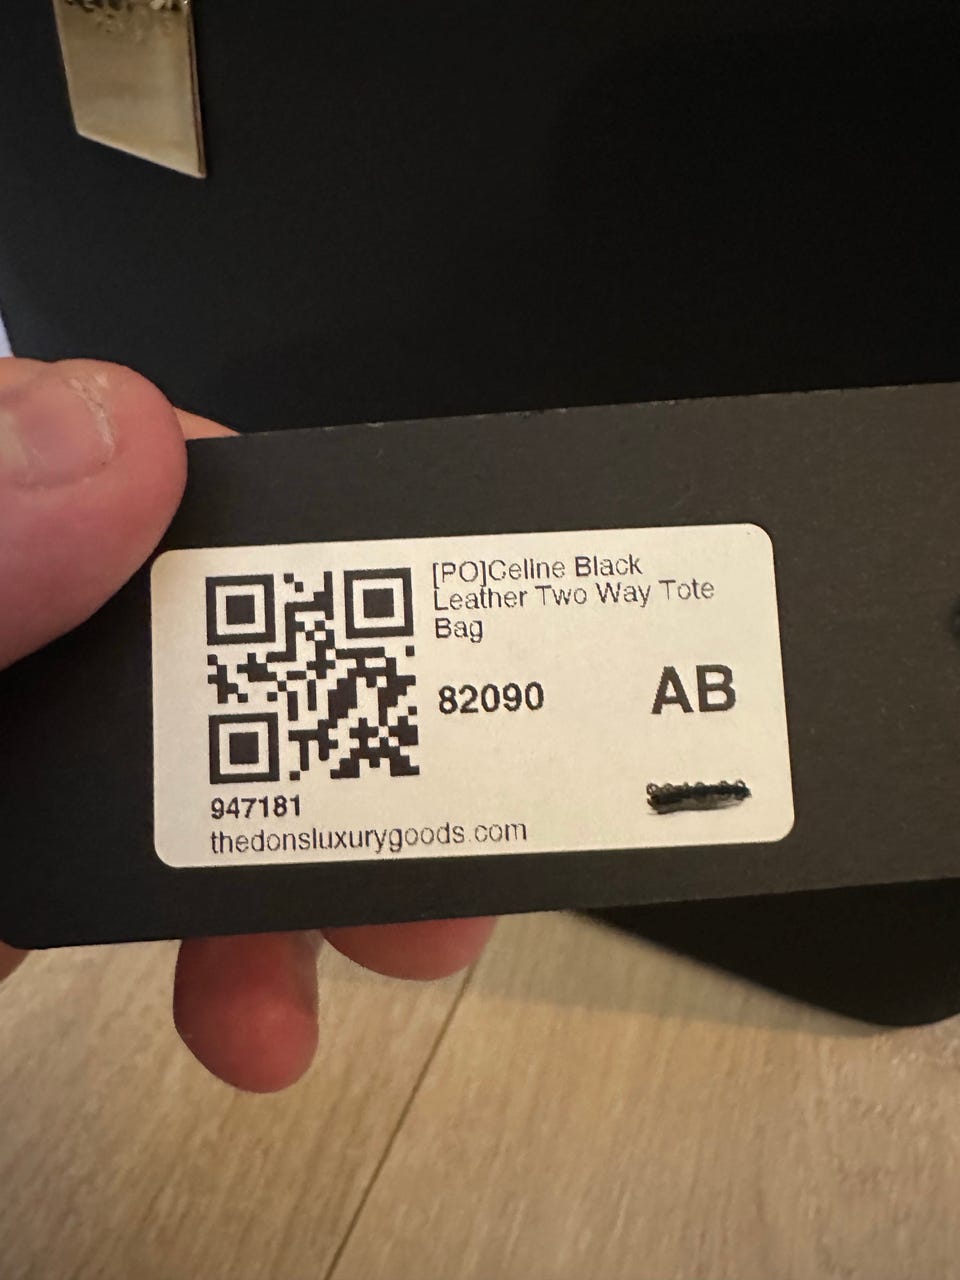 [PO]Celine Black
Leather Two Way Tote
Bag
82090
AB
947181
thedonsluxurygoods.com